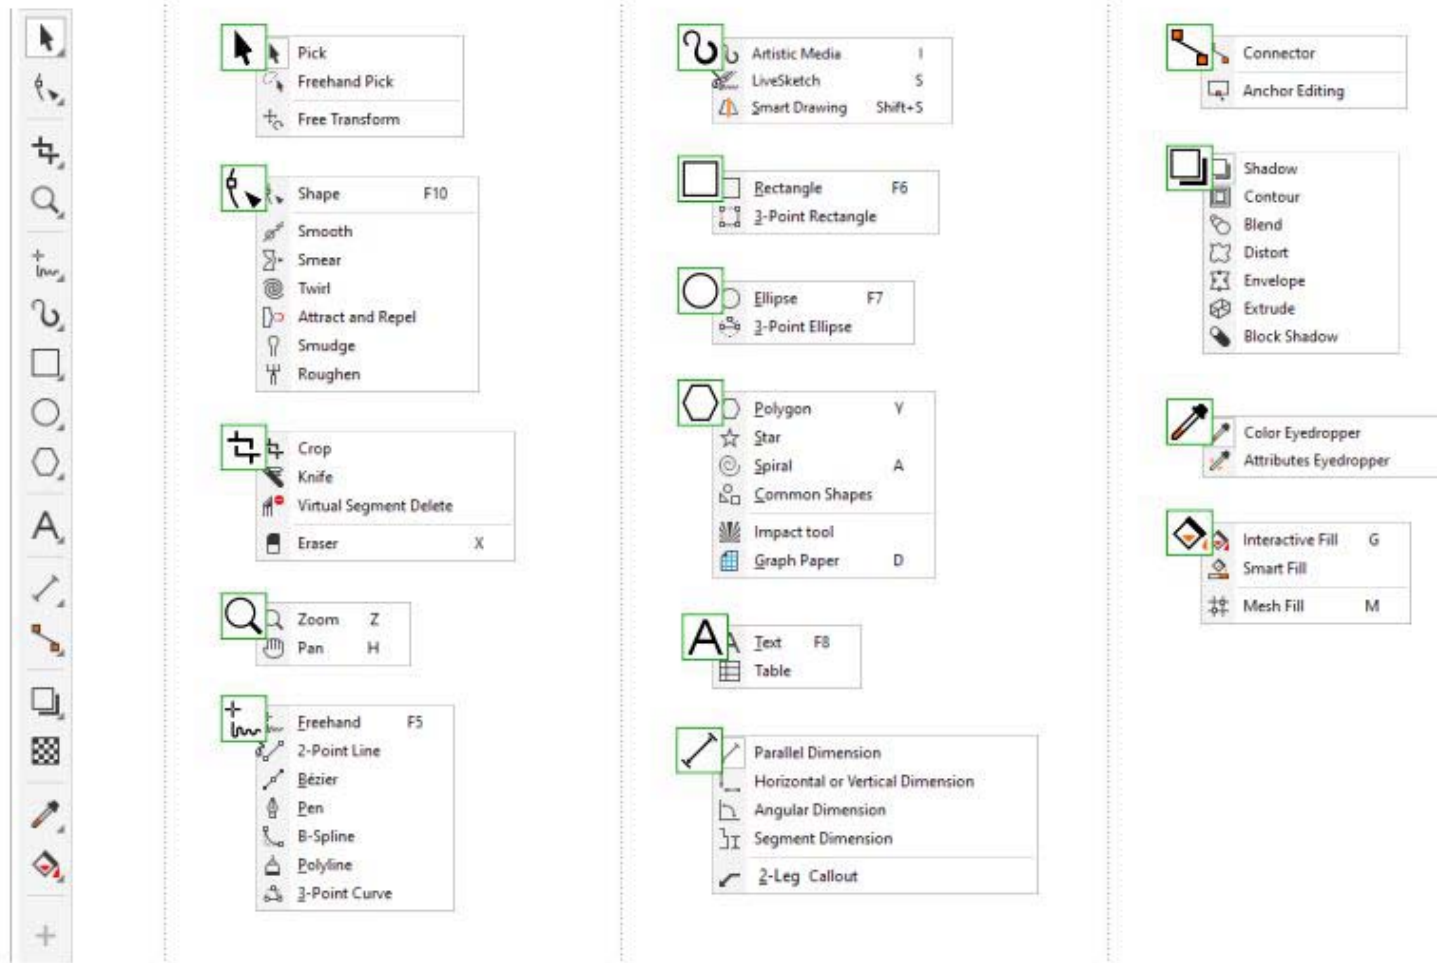 Pick
Freehand Pick
Free Transform
Shape F10
Smooth
Smear
Twirl
Attract and Repel
Smudge
Roughen
Crop
Knife
Virtual Segment Delete
Eraser X
Zoom Z
Pan H
Freehand F5
2-Point Line
Bézier
Pen
B-Spline
Polyline
3-Point Curve
Artistic Media I
LiveSketch S
Smart Drawing Shift+S
Rectangle F6
3-Point Rectangle
Ellipse F7
3-Point Ellipse
Polygon Y
Star
Spiral A
Common Shapes
Impact tool
Graph Paper D
Text F8
Table
Parallel Dimension
Horizontal or Vertical Dimension
Angular Dimension
Segment Dimension
2-Leg Callout
Connector
Anchor Editing
Shadow
Contour
Blend
Distort
Envelope
Extrude
Block Shadow
Color Eyedropper
Attributes Eyedropper
Interactive Fill G
Smart Fill
Mesh Fill M